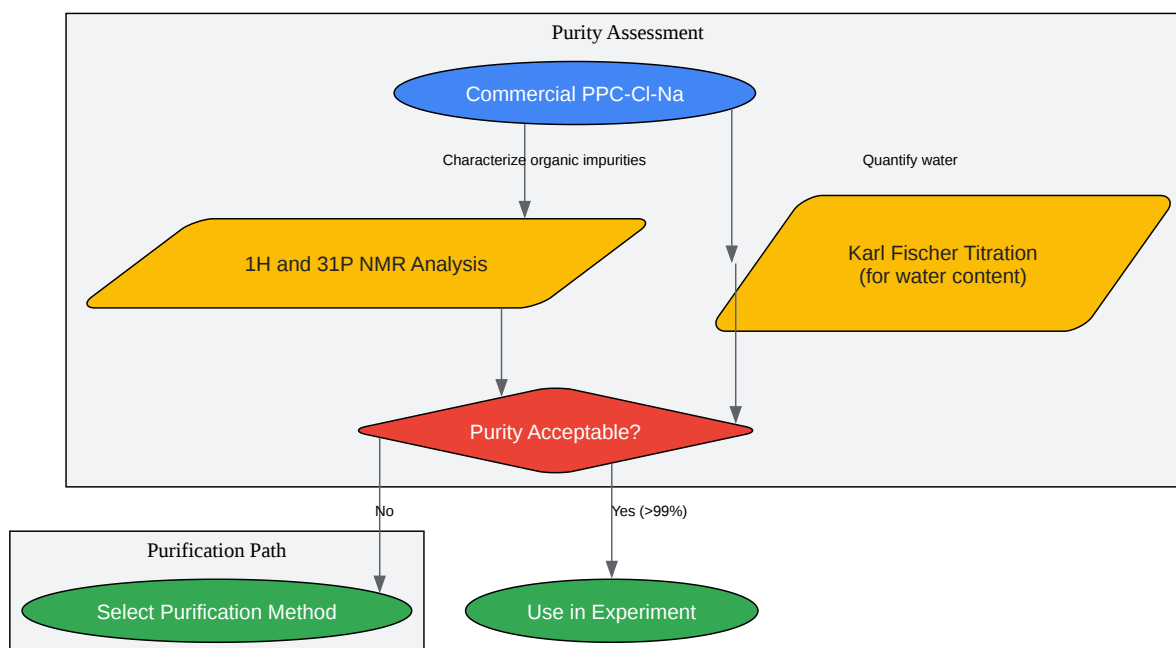 Purity Assessment
Commercial PPC-Cl-Na
Characterize organic impurities
Quantify water
1H and 31P NMR Analysis
Karl Fischer Titration
(for water content)
Purity Acceptable?
No
Yes (>99%)
Purification Path
Select Purification Method
Use in Experiment